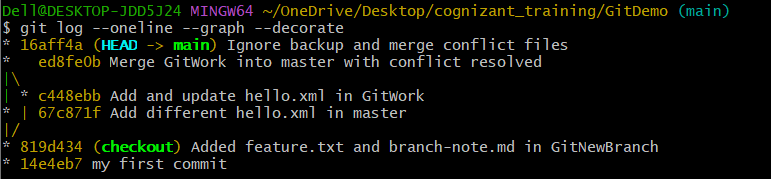 Dell@DESKTOP-JDD5J24 MINGW64 ~/OneDrive/Desktop/cognizant_training/GitDemo (main)
$ git log --oneline --graph --decorate
* 16aff4a (HEAD -> main) Ignore backup and merge conflict files
*   ed8fe0b Merge GitWork into master with conflict resolved
|\
| * c448ebb Add and update hello.xml in GitWork
* | 67c871f Add different hello.xml in master
|/
* 819d434 (checkout) Added feature.txt and branch-note.md in GitNewBranch
* 14e4eb7 my first commit